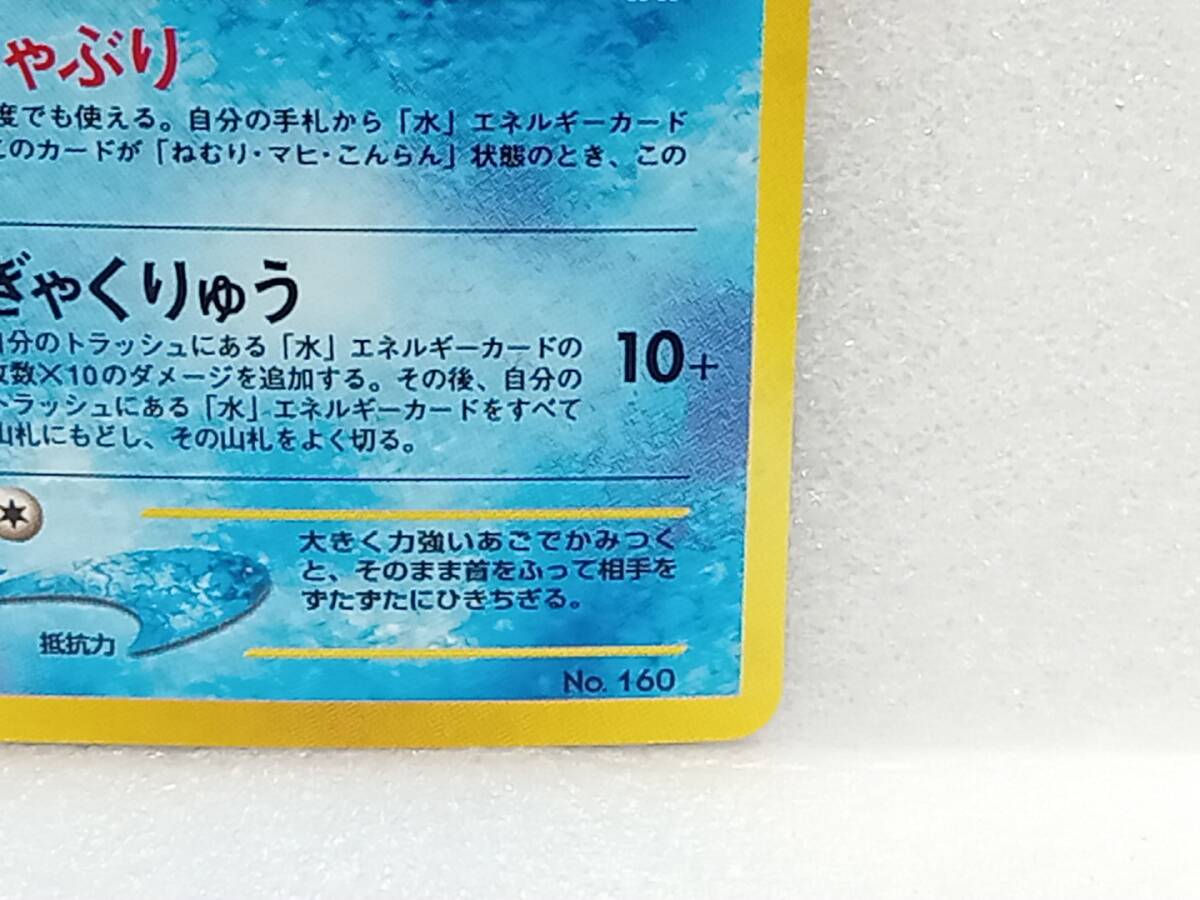 ゃぶり
度でも使える。自分の手札から「水」エネルギーカード
このカードが「ねむり・マヒ・こんらん」状態のとき、この
ぎゃくりゅう
自分のトラッシュにある「水」エネルギーカードの
枚数×10のダメージを追加する。その後、自分の
トラッシュにある「水」エネルギーカードをすべて
山札にもどし、その山札をよく切る。
10+
大きく力強いあごでかみつく
と、そのまま首をふって相手を
ずたずたにひきちぎる。
抵抗力
No. 160